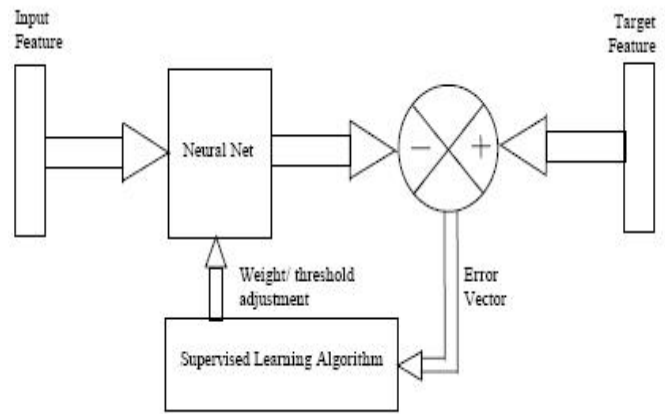 Input
Feature
Target
Feature
Neural Net
−
+
Weight/ threshold
adjustment
Error
Vector
Supervised Learning Algorithm